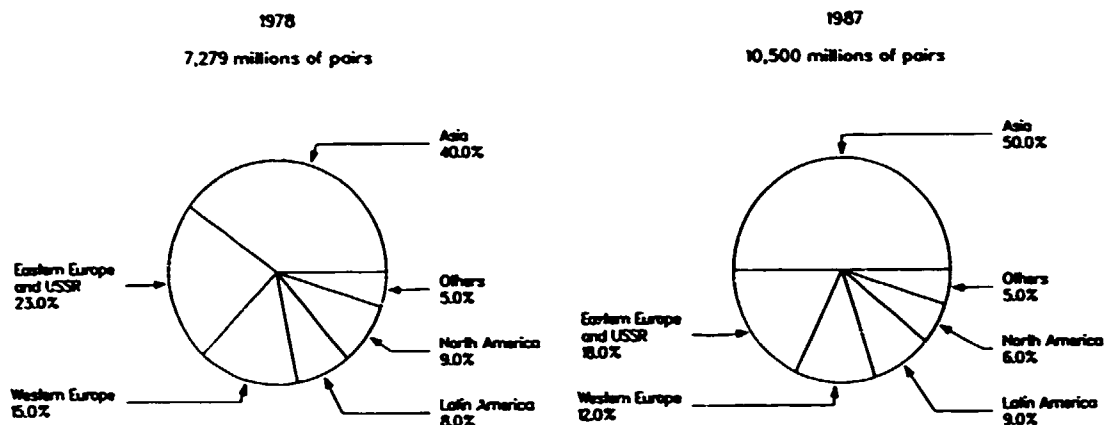 1978
7,279 millions of pairs
Asia
40.0%
Eastern Europe
and USSR
23.0%
Others
5.0%
North America
9.0%
Western Europe
15.0%
Latin America
8.0%
1987
10,500 millions of pairs
Asia
50.0%
Others
5.0%
Eastern Europe
and USSR
18.0%
North America
6.0%
Western Europe
12.0%
Latin America
9.0%